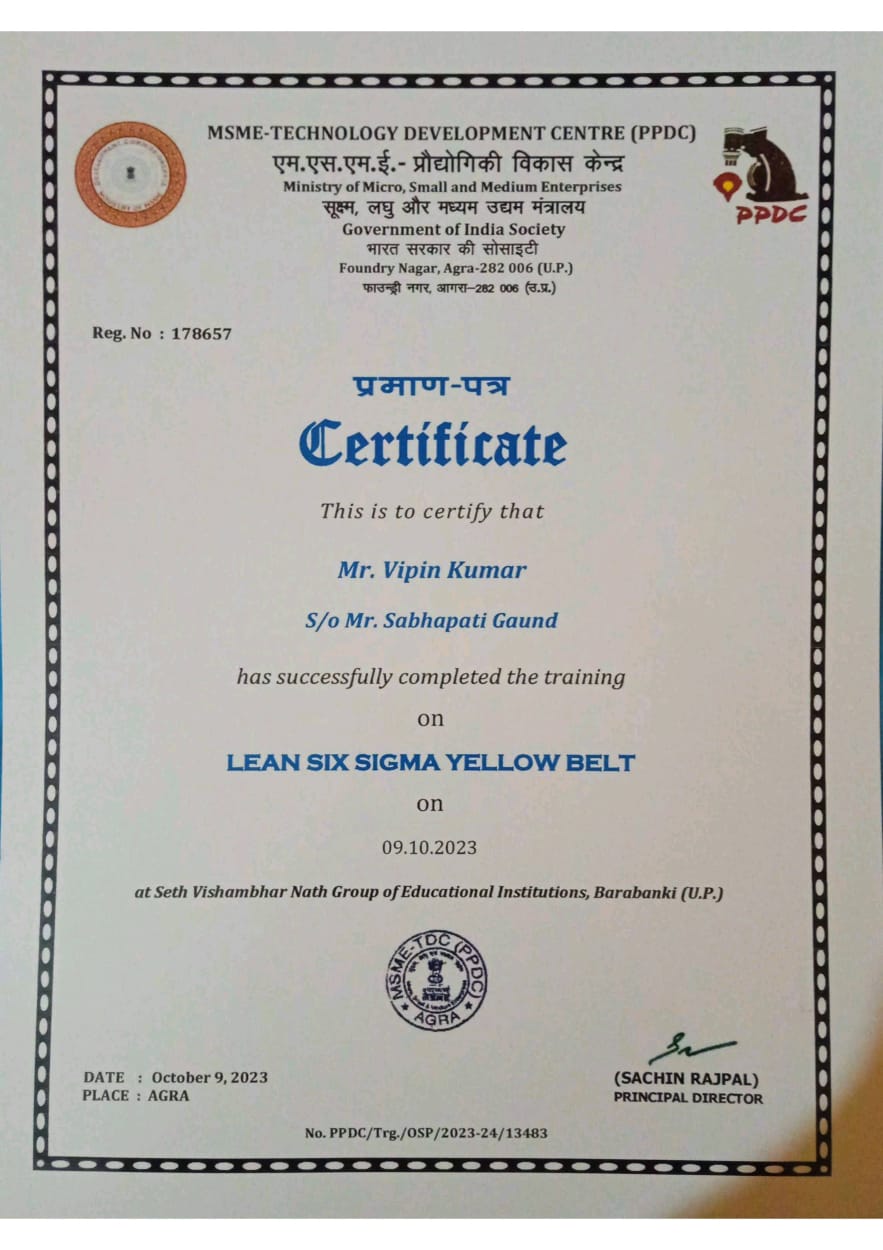 MSME-TECHNOLOGY DEVELOPMENT CENTRE (PPDC)
एम.एस.एम.ई.- प्रौद्योगिकी विकास केन्द्र
Ministry of Micro, Small and Medium Enterprises
सूक्ष्म, लघु और मध्यम उद्यम मंत्रालय
Government of India Society
भारत सरकार की सोसाइटी
Foundry Nagar, Agra-282 006 (U.P.)
फाउन्ड्री नगर, आगरा–282 006 (उ.प्र.)
PPDC
Reg. No : 178657
प्रमाण-पत्र
Certificate
This is to certify that
Mr. Vipin Kumar
S/o Mr. Sabhapati Gaund
has successfully completed the training
on
LEAN SIX SIGMA YELLOW BELT
on
09.10.2023
at Seth Vishambhar Nath Group of Educational Institutions, Barabanki (U.P.)
MSME-TDC (PPDC)
AGRA
DATE : October 9, 2023
PLACE : AGRA
(SACHIN RAJPAL)
PRINCIPAL DIRECTOR
No. PPDC/Trg./OSP/2023-24/13483